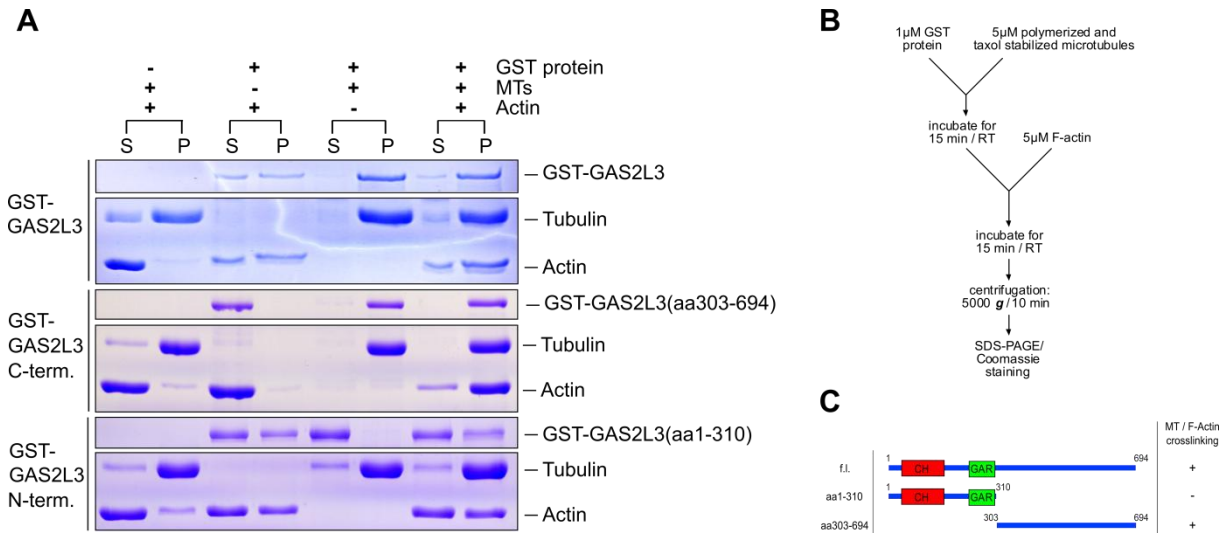 A
- + + + GST protein
+ - + + MTs
+ + - + Actin
S P S P S P S P
GST-
GAS2L3
GST-GAS2L3
Tubulin
Actin
GST-
GAS2L3
C-term.
GST-GAS2L3(aa303-694)
Tubulin
Actin
GST-
GAS2L3
N-term.
GST-GAS2L3(aa1-310)
Tubulin
Actin
B
1µM GST
protein
5µM polymerized and
taxol stabilized microtubules
incubate for
15 min / RT
5µM F-actin
incubate for
15 min / RT
centrifugation:
5000 g / 10 min
SDS-PAGE/
Coomassie
staining
C
MT / F-Actin
crosslinking
f.l. 1 CH GAR 694 +
aa1-310 1 CH GAR 310 -
aa303-694 303 694 +